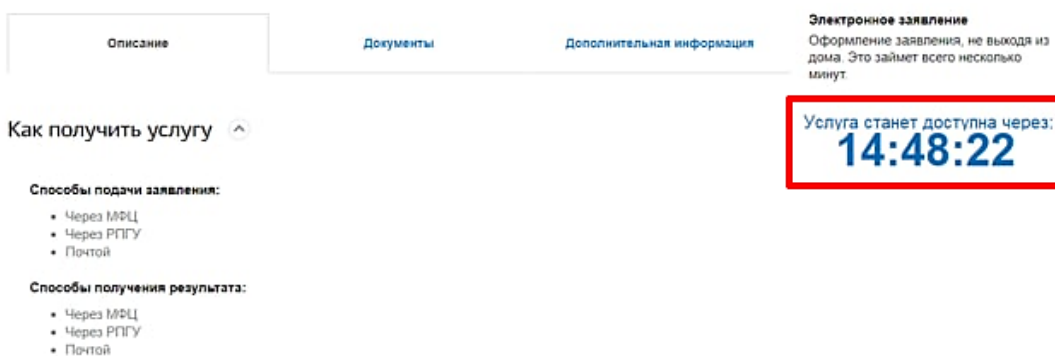 Описание
Документы
Дополнительная информация
Электронное заявление
Оформление заявления, не выходя из
дома. Это займет всего несколько
минут.
Услуга станет доступна через:
14:48:22
Как получить услугу
Способы подачи заявления:
Через МФЦ
Через РПГУ
Почтой
Способы получения результата:
Через МФЦ
Через РПГУ
Почтой